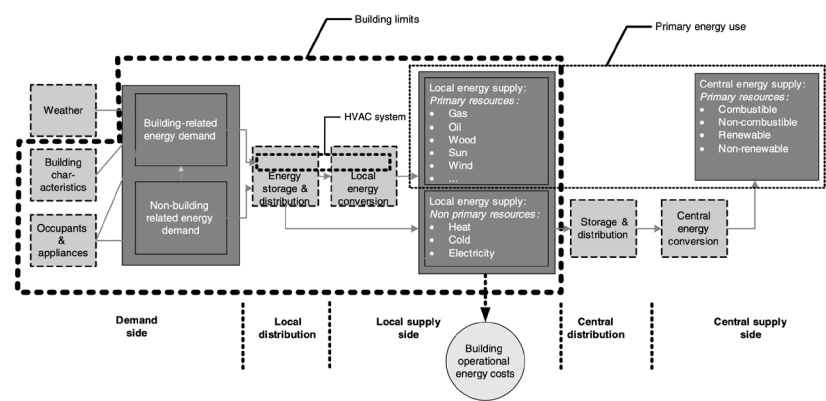 Building limits
Primary energy use
HVAC system
Weather
Building char-
acteristics
Occupants
&
appliances
Building-related
energy demand
Non-building
related energy
demand
Energy
storage &
distribution
Local
energy
conversion
Local energy supply:
Primary resources :
• Gas
• Oil
• Wood
• Sun
• Wind
• ...
Local energy supply:
Non primary resources :
• Heat
• Cold
• Electricity
Storage &
distribution
Central
energy
conversion
Central energy supply:
Primary resources :
• Combustible
• Non-combustible
• Renewable
• Non-renewable
Demand
side
Local
distribution
Local supply
side
Central
distribution
Central supply
side
Building
operational
energy costs